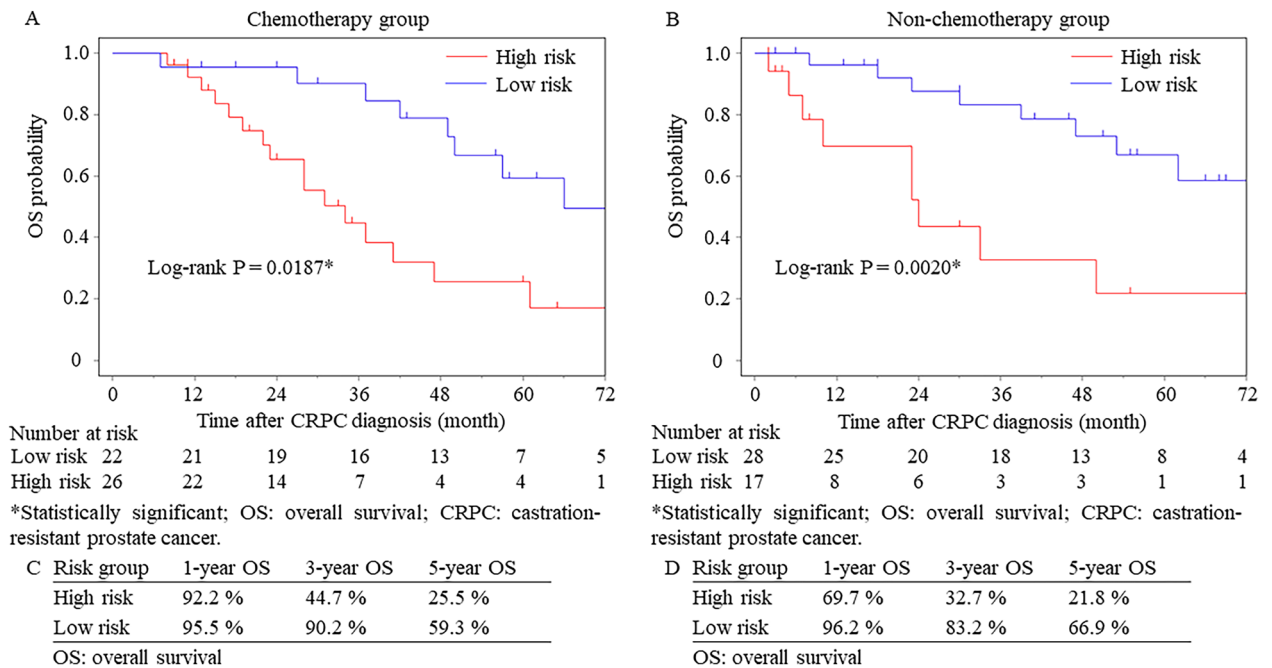 A
Chemotherapy group
1.0
0.8
0.6
0.4
0.2
0
OS probability
High risk
Low risk
Log-rank P = 0.0187*
0 12 24 36 48 60 72
Time after CRPC diagnosis (month)
Number at risk
Low risk 22 21 19 16 13 7 5
High risk 26 22 14 7 4 4 1
*Statistically significant; OS: overall survival; CRPC: castration-
resistant prostate cancer.
C Risk group 1-year OS 3-year OS 5-year OS
High risk 92.2 % 44.7 % 25.5 %
Low risk 95.5 % 90.2 % 59.3 %
OS: overall survival
B
Non-chemotherapy group
1.0
0.8
0.6
0.4
0.2
0
OS probability
High risk
Low risk
Log-rank P = 0.0020*
0 12 24 36 48 60 72
Time after CRPC diagnosis (month)
Number at risk
Low risk 28 25 20 18 13 8 4
High risk 17 8 6 3 3 1 1
*Statistically significant; OS: overall survival; CRPC: castration-
resistant prostate cancer.
D Risk group 1-year OS 3-year OS 5-year OS
High risk 69.7 % 32.7 % 21.8 %
Low risk 96.2 % 83.2 % 66.9 %
OS: overall survival